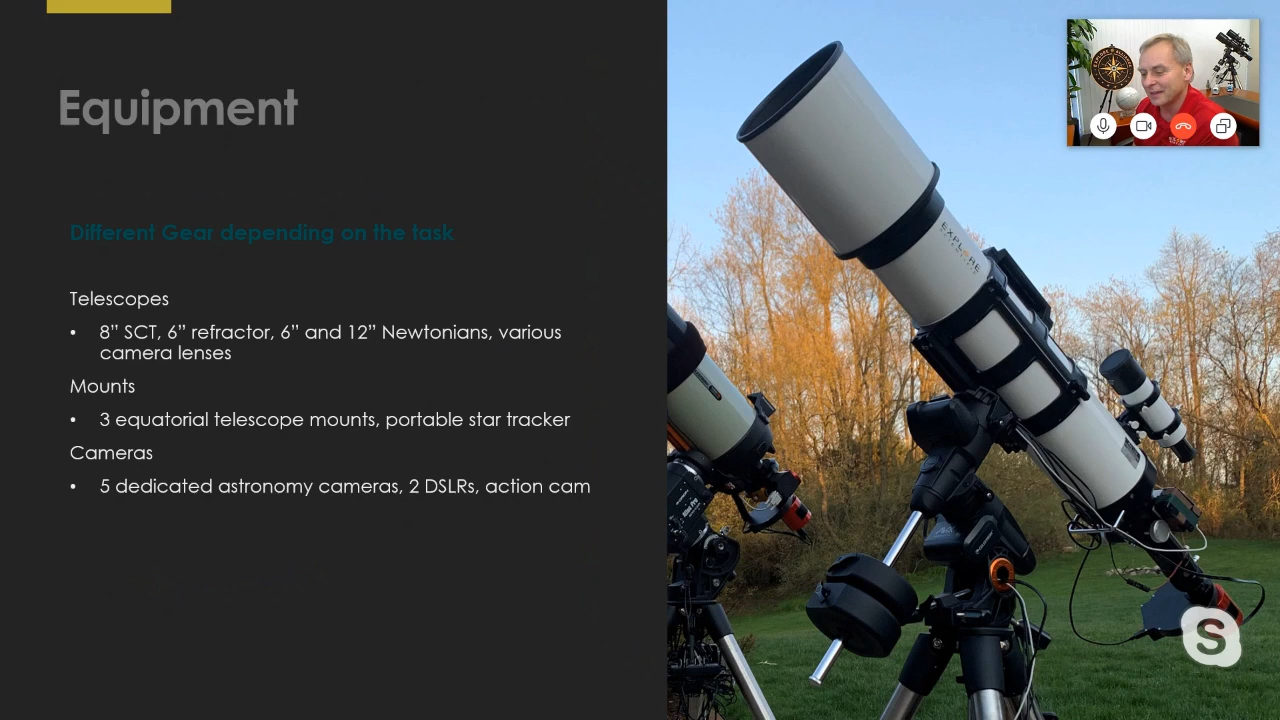 Equipment
Different Gear depending on the task
Telescopes
• 8” SCT, 6” refractor, 6” and 12” Newtonians, various
camera lenses
Mounts
• 3 equatorial telescope mounts, portable star tracker
Cameras
• 5 dedicated astronomy cameras, 2 DSLRs, action cam
EXPLORE
S